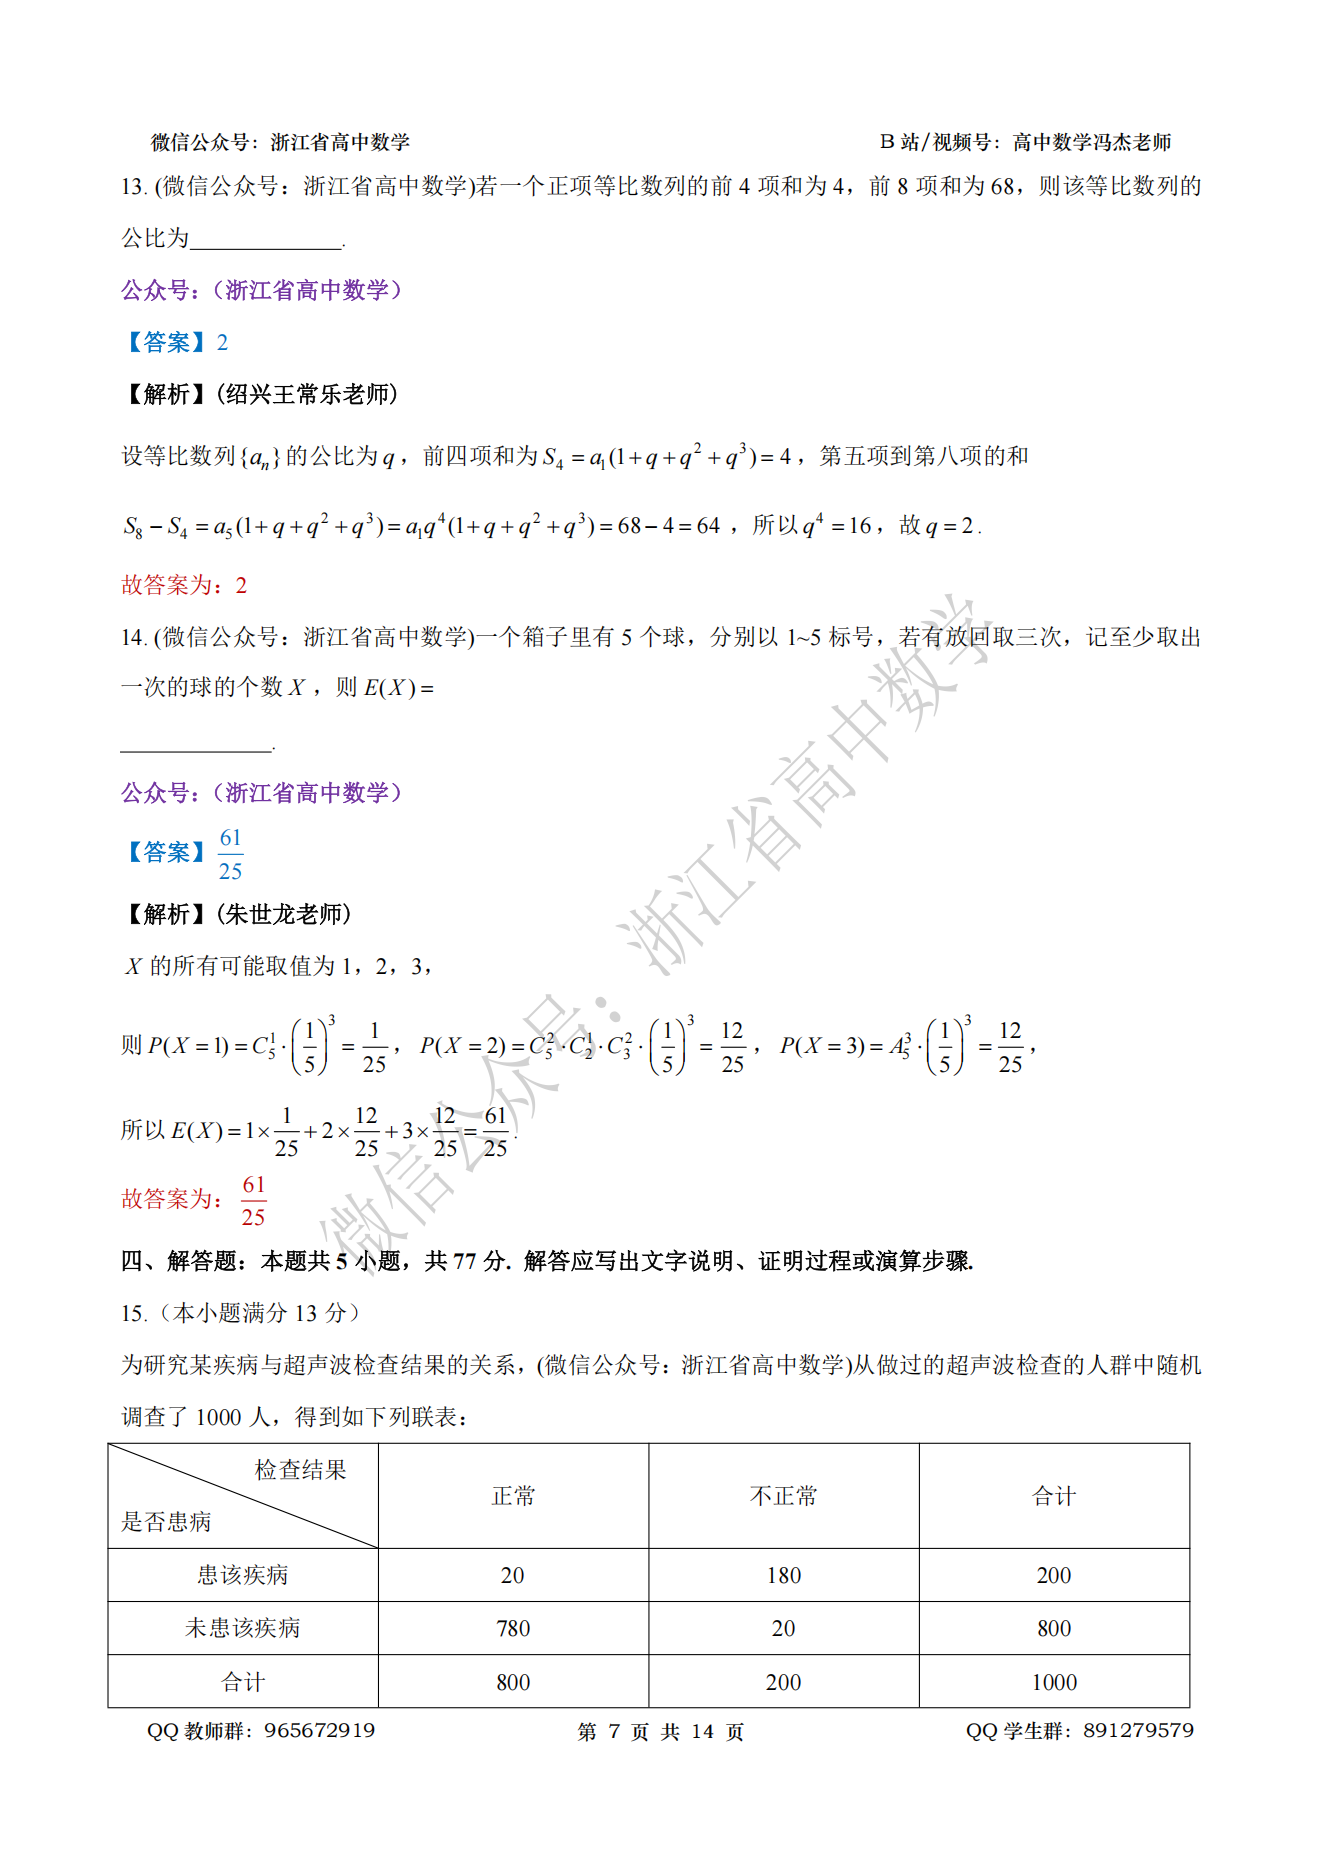 微信公众号：浙江省高中数学 B 站/视频号：高中数学冯杰老师
13. (微信公众号：浙江省高中数学)若一个正项等比数列的前 4 项和为 4，前 8 项和为 68，则该等比数列的
公比为_____________.
公众号：（浙江省高中数学）
【答案】2
【解析】(绍兴王常乐老师)
设等比数列{aₙ}的公比为 q，前四项和为 S₄ = a₁(1+q+q²+q³) = 4，第五项到第八项的和
S₈ − S₄ = a₅(1+q+q²+q³) = a₁q⁴(1+q+q²+q³) = 68−4 = 64，所以 q⁴ = 16，故 q = 2.
故答案为：2
14. (微信公众号：浙江省高中数学)一个箱子里有 5 个球，分别以 1~5 标号，若有放回取三次，记至少取出
一次的球的个数 X，则 E(X) =
_____________.
公众号：（浙江省高中数学）
【答案】61/25
【解析】(朱世龙老师)
X 的所有可能取值为 1，2，3，
则 P(X=1) = C₅¹·(1/5)³ = 1/25，P(X=2) = C₅²·C₂¹·C₃²·(1/5)³ = 12/25，P(X=3) = A₅³·(1/5)³ = 12/25，
所以 E(X) = 1×1/25 + 2×12/25 + 3×12/25 = 61/25.
故答案为：61/25
四、解答题：本题共 5 小题，共 77 分. 解答应写出文字说明、证明过程或演算步骤.
15.（本小题满分 13 分）
为研究某疾病与超声波检查结果的关系，(微信公众号：浙江省高中数学)从做过的超声波检查的人群中随机
调查了 1000 人，得到如下列联表：
检查结果
是否患病 正常 不正常 合计
患该疾病 20 180 200
未患该疾病 780 20 800
合计 800 200 1000
QQ 教师群：965672919 第 7 页 共 14 页 QQ 学生群：891279579
微信公众号：浙江省高中数学